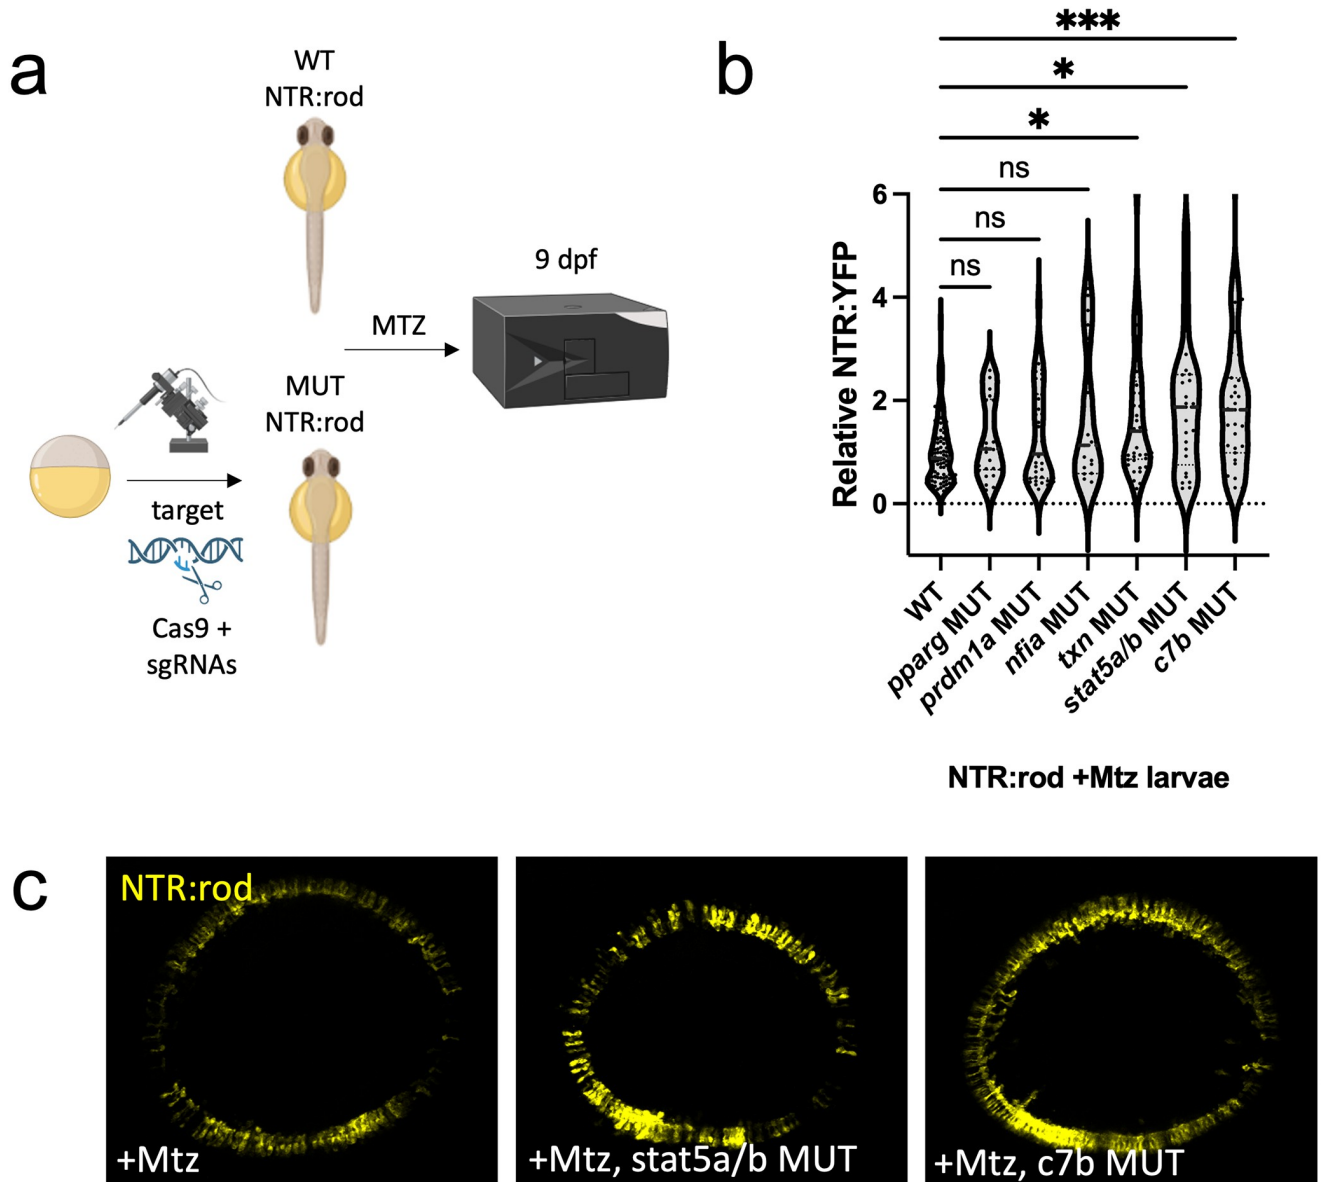 a
WT
NTR:rod
MUT
NTR:rod
target
Cas9 +
sgRNAs
MTZ
9 dpf
b
***
*
*
ns
ns
ns
Relative NTR:YFP
6
4
2
0
WT
pparg MUT
prdm1a MUT
nfia MUT
txn MUT
stat5a/b MUT
c7b MUT
NTR:rod +Mtz larvae
c
NTR:rod
+Mtz
+Mtz, stat5a/b MUT
+Mtz, c7b MUT